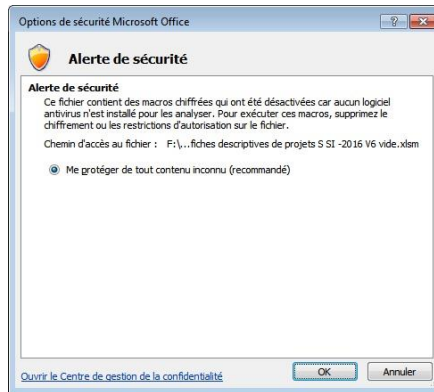 Options de sécurité Microsoft Office
Alerte de sécurité
Alerte de sécurité
Ce fichier contient des macros chiffrées qui ont été désactivées car aucun logiciel
antivirus n'est installé pour les analyser. Pour exécuter ces macros, supprimez le
chiffrement ou les restrictions d'autorisation sur le fichier.
Chemin d'accès au fichier : F:\...fiches descriptives de projets S SI -2016 V6 vide.xlsm
Me protéger de tout contenu inconnu (recommandé)
Ouvrir le Centre de gestion de la confidentialité
OK
Annuler